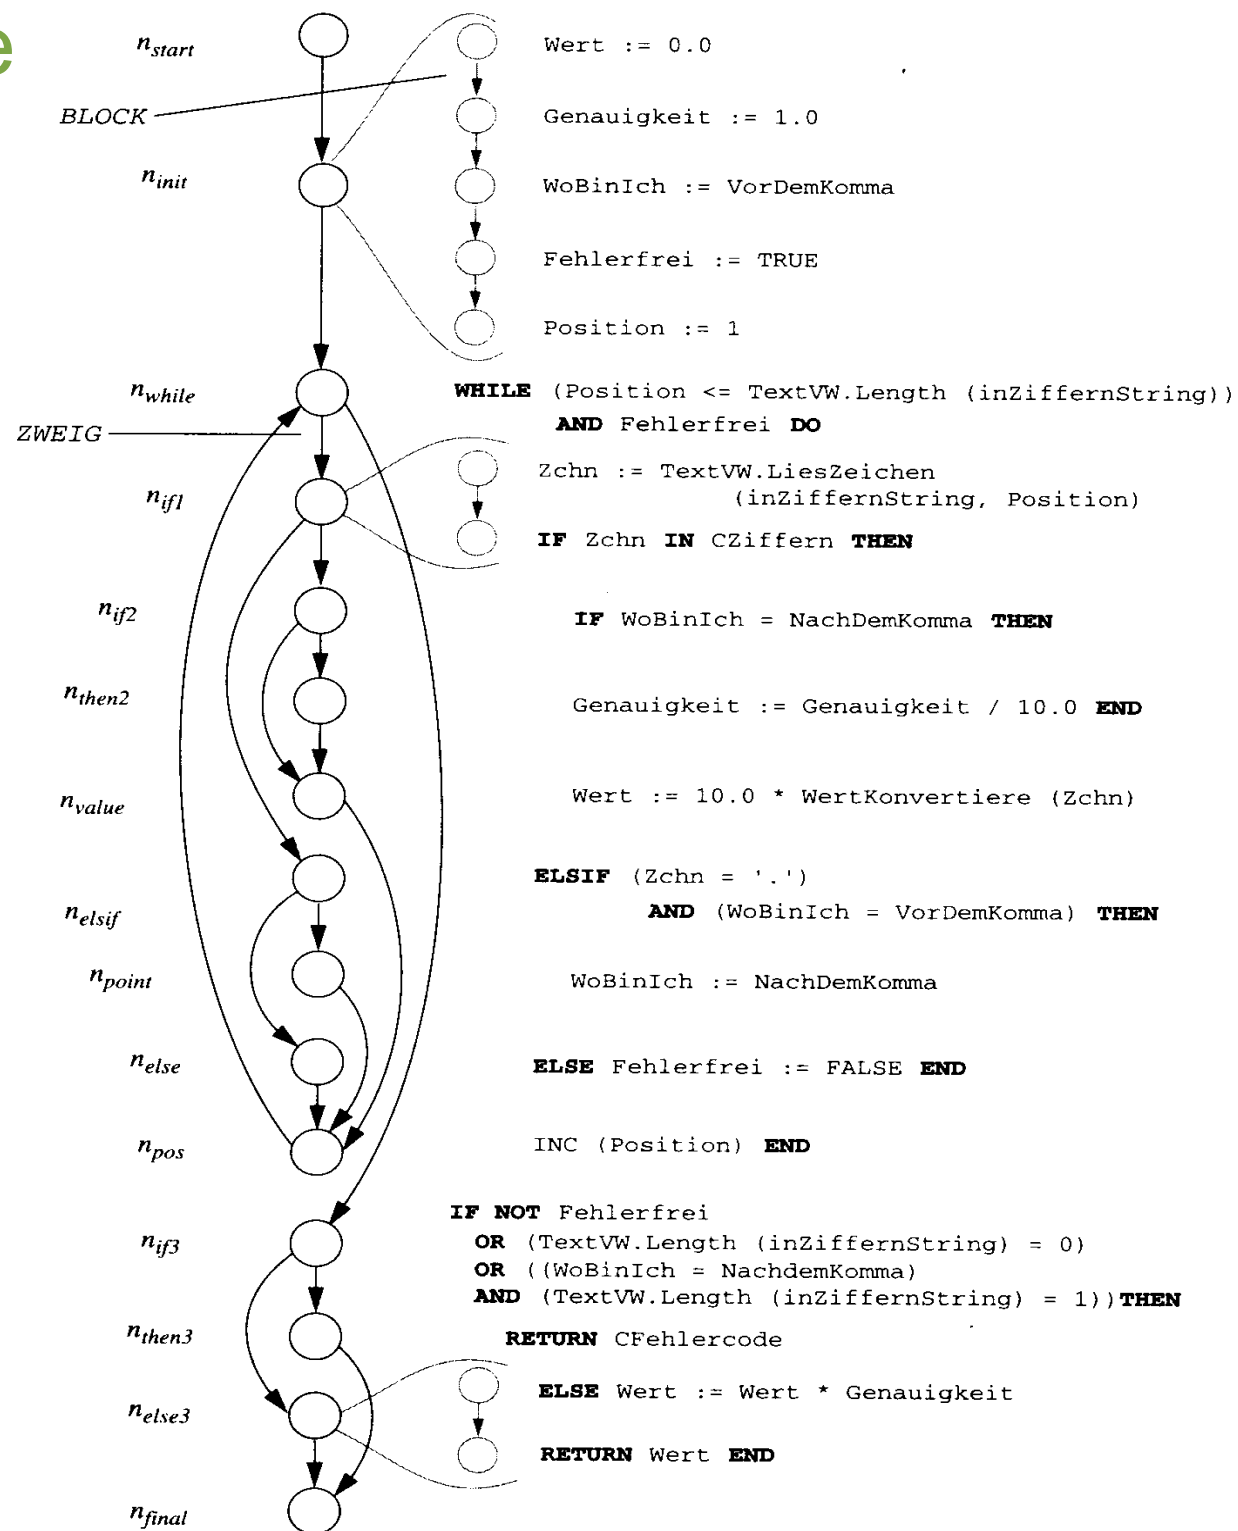 e
n_start
Wert := 0.0
BLOCK
Genauigkeit := 1.0
n_init
WoBinIch := VorDemKomma
Fehlerfrei := TRUE
Position := 1
n_while
WHILE (Position <= TextVW.Length (inZiffernString))
AND Fehlerfrei DO
ZWEIG
Zchn := TextVW.LiesZeichen
(inZiffernString, Position)
n_if1
IF Zchn IN CZiffern THEN
n_if2
IF WoBinIch = NachDemKomma THEN
n_then2
Genauigkeit := Genauigkeit / 10.0 END
n_value
Wert := 10.0 * WertKonvertiere (Zchn)
ELSIF (Zchn = '.')
n_elsif
AND (WoBinIch = VorDemKomma) THEN
n_point
WoBinIch := NachDemKomma
n_else
ELSE Fehlerfrei := FALSE END
n_pos
INC (Position) END
IF NOT Fehlerfrei
n_if3
OR (TextVW.Length (inZiffernString) = 0)
OR ((WoBinIch = NachdemKomma)
AND (TextVW.Length (inZiffernString) = 1))THEN
n_then3
RETURN CFehlercode
n_else3
ELSE Wert := Wert * Genauigkeit
RETURN Wert END
n_final